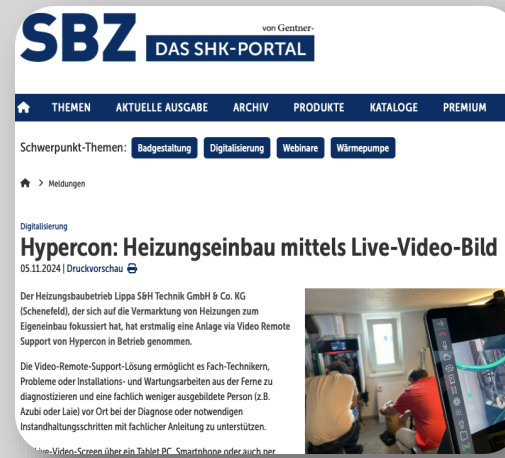 SBZ
von Gentner·
DAS SHK-PORTAL
THEMEN AKTUELLE AUSGABE ARCHIV PRODUKTE KATALOGE PREMIUM
Schwerpunkt-Themen: Badgestaltung Digitalisierung Webinare Wärmepumpe
> Meldungen
Digitalisierung
Hypercon: Heizungseinbau mittels Live-Video-Bild
05.11.2024 | Druckvorschau
Der Heizungsbaubetrieb Lippa S&H Technik GmbH & Co. KG
(Schenefeld), der sich auf die Vermarktung von Heizungen zum
Eigeneinbau fokussiert hat, hat erstmalig eine Anlage via Video Remote
Support von Hypercon in Betrieb genommen.
Die Video-Remote-Support-Lösung ermöglicht es Fach-Technikern,
Probleme oder Installations- und Wartungsarbeiten aus der Ferne zu
diagnostizieren und eine fachlich weniger ausgebildete Person (z.B.
Azubi oder Laie) vor Ort bei der Diagnose oder notwendigen
Instandhaltungsschritten mit fachlicher Anleitung zu unterstützen.
Live-Video-Screen über ein Tablet PC, Smartphone oder auch per